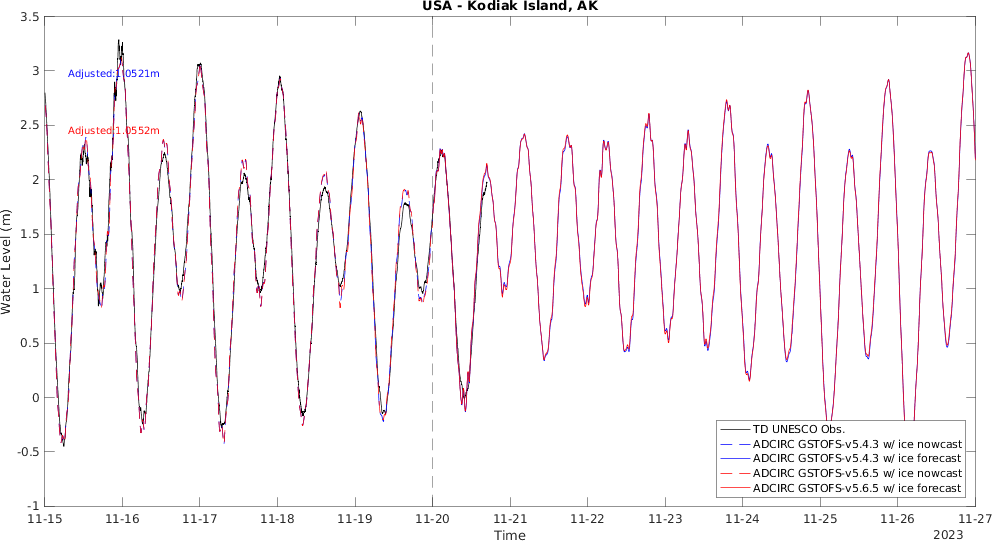 USA - Kodiak Island, AK
3.5
3
2.5
2
1.5
1
0.5
0
-0.5
-1
Water Level (m)
Adjusted:1.0521m
Adjusted:1.0552m
TD UNESCO Obs.
ADCIRC GSTOFS-v5.4.3 w/ ice nowcast
ADCIRC GSTOFS-v5.4.3 w/ ice forecast
ADCIRC GSTOFS-v5.6.5 w/ ice nowcast
ADCIRC GSTOFS-v5.6.5 w/ ice forecast
11-15 11-16 11-17 11-18 11-19 11-20 11-21 11-22 11-23 11-24 11-25 11-26 11-27
Time
2023